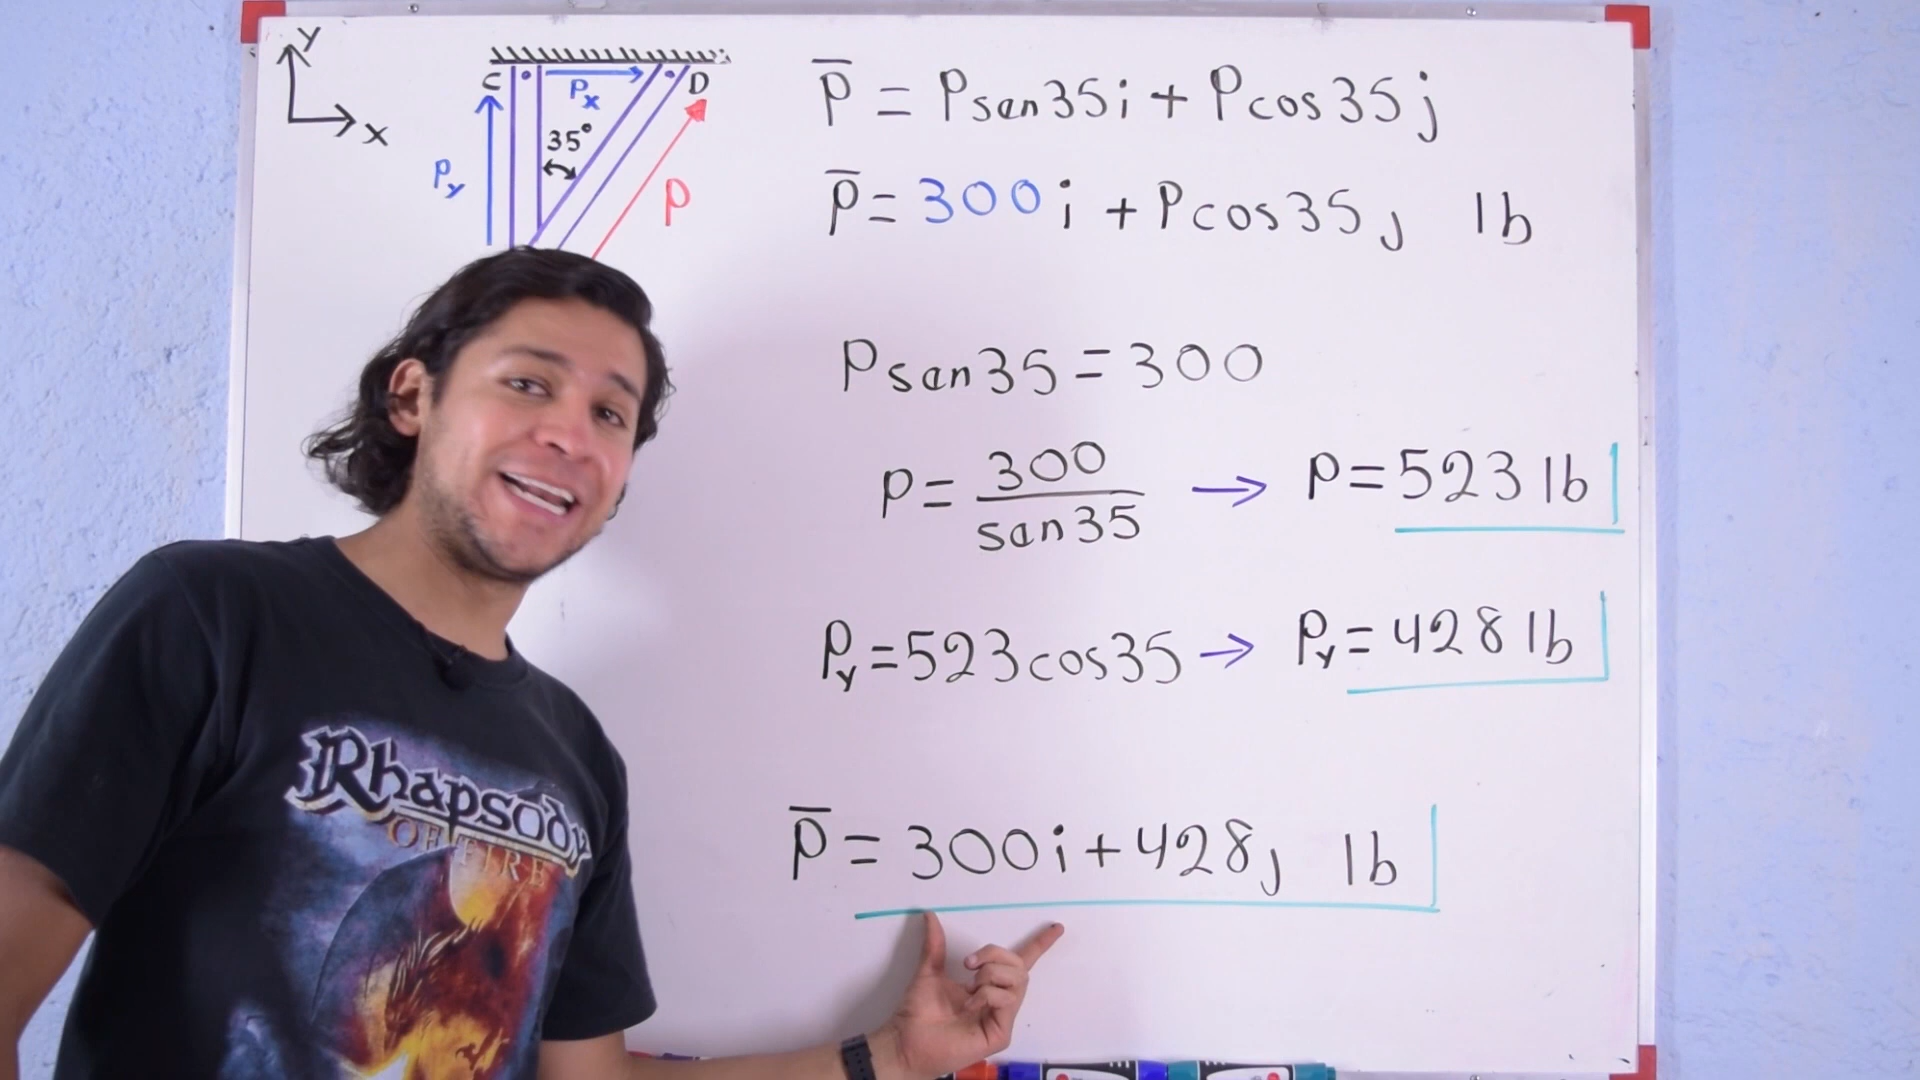 Y
X
C
D
Px
35°
Py
P
P̅ = Psen35i + Pcos35j
P̅ = 300i + Pcos35j lb
Psen35 = 300
P = 300/sen35 → P = 523 lb
Py = 523cos35 → Py = 428 lb
P̅ = 300i + 428j lb
Rhapsody
OF FIRE